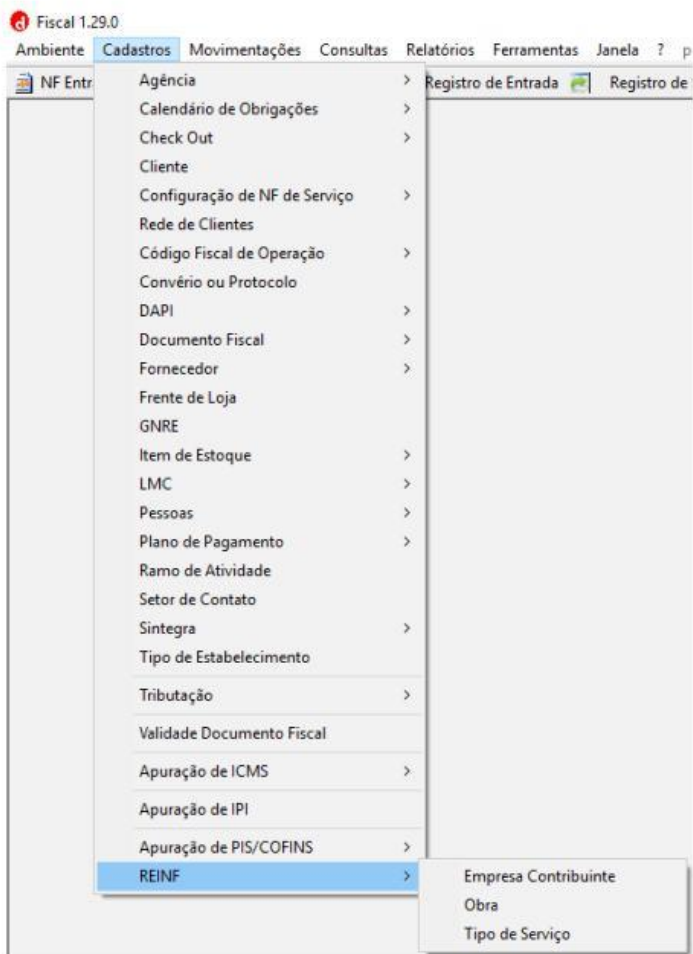 Fiscal 1.29.0
Ambiente Cadastros Movimentações Consultas Relatórios Ferramentas Janela ? p
NF Entr Registro de Entrada Registro de
Agência
Calendário de Obrigações
Check Out
Cliente
Configuração de NF de Serviço
Rede de Clientes
Código Fiscal de Operação
Convério ou Protocolo
DAPI
Documento Fiscal
Fornecedor
Frente de Loja
GNRE
Item de Estoque
LMC
Pessoas
Plano de Pagamento
Ramo de Atividade
Setor de Contato
Sintegra
Tipo de Estabelecimento
Tributação
Validade Documento Fiscal
Apuração de ICMS
Apuração de IPI
Apuração de PIS/COFINS
REINF
Empresa Contribuinte
Obra
Tipo de Serviço